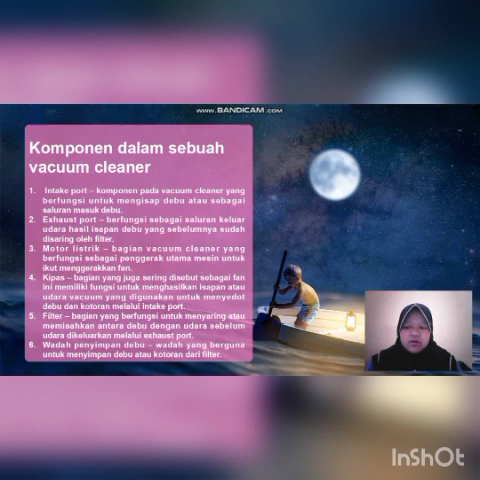 www.BANDICAM.COM
Komponen dalam sebuah
vacuum cleaner
1. Intake port – komponen pada vacuum cleaner yang
berfungsi untuk mengisap debu atau sebagai
saluran masuk debu.
2. Exhaust port – berfungsi sebagai saluran keluar
udara hasil isapan debu yang sebelumnya sudah
disaring oleh filter.
3. Motor listrik – bagian vacuum cleaner yang
berfungsi sebagai penggerak utama mesin untuk
ikut menggerakkan fan.
4. Kipas – bagian yang juga sering disebut sebagai fan
ini memiliki fungsi untuk menghasilkan isapan atau
udara vacuum yang digunakan untuk menyedot
debu dan kotoran melalui intake port.
5. Filter – bagian yang berfungsi untuk menyaring atau
memisahkan antara debu dengan udara sebelum
udara dikeluarkan melalui exhaust port.
6. Wadah penyimpan debu – wadah yang berguna
untuk menyimpan debu atau kotoran dari filter.
InShOt